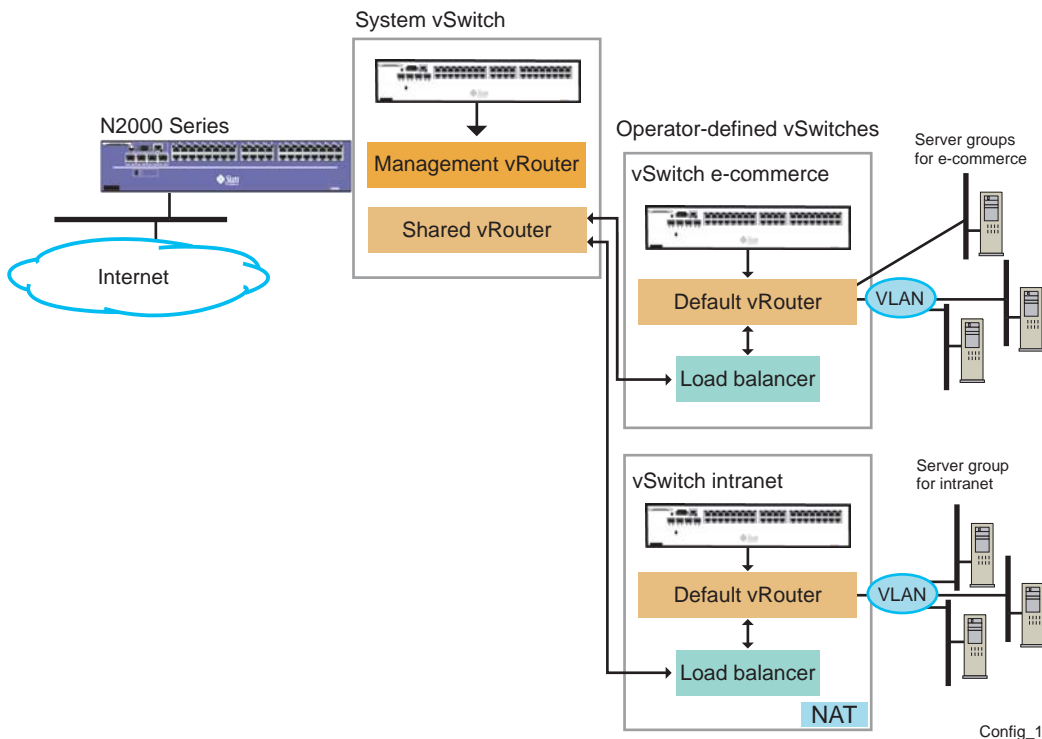 System vSwitch
N2000 Series
Sun
Management vRouter
Shared vRouter
Internet
Operator-defined vSwitches
vSwitch e-commerce
Default vRouter
Load balancer
Server groups
for e-commerce
VLAN
vSwitch intranet
Default vRouter
Load balancer
NAT
Server group
for intranet
VLAN
Config_1